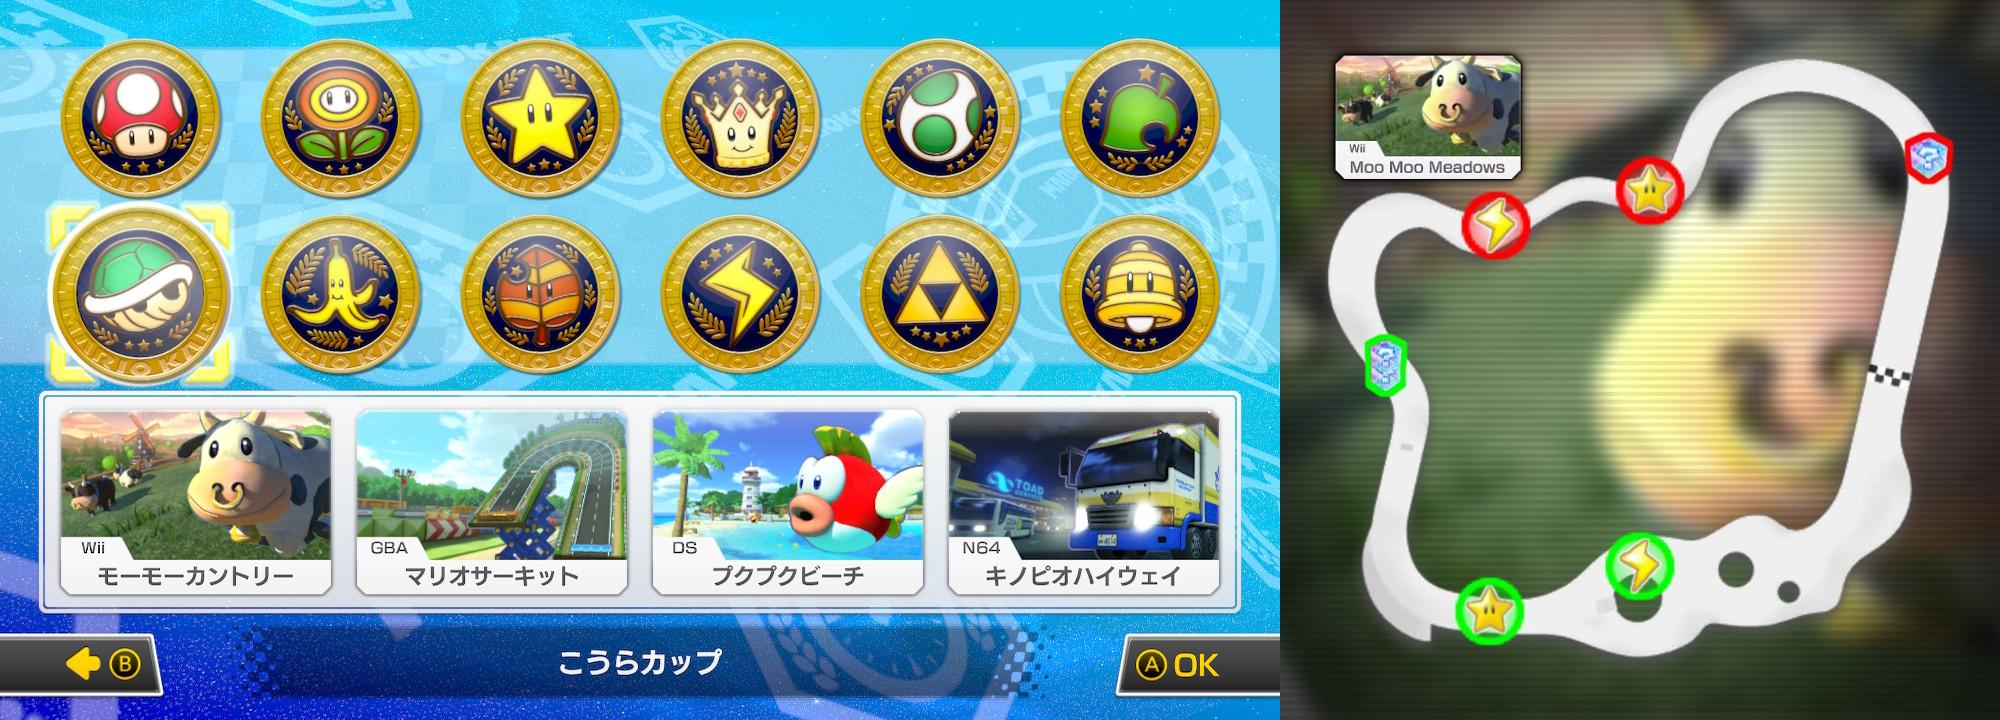 Wii
モーモーカントリー
GBA
マリオサーキット
DS
プクプクビーチ
TOAD
N64
キノピオハイウェイ
B
こうらカップ
A OK
Wii
Moo Moo Meadows